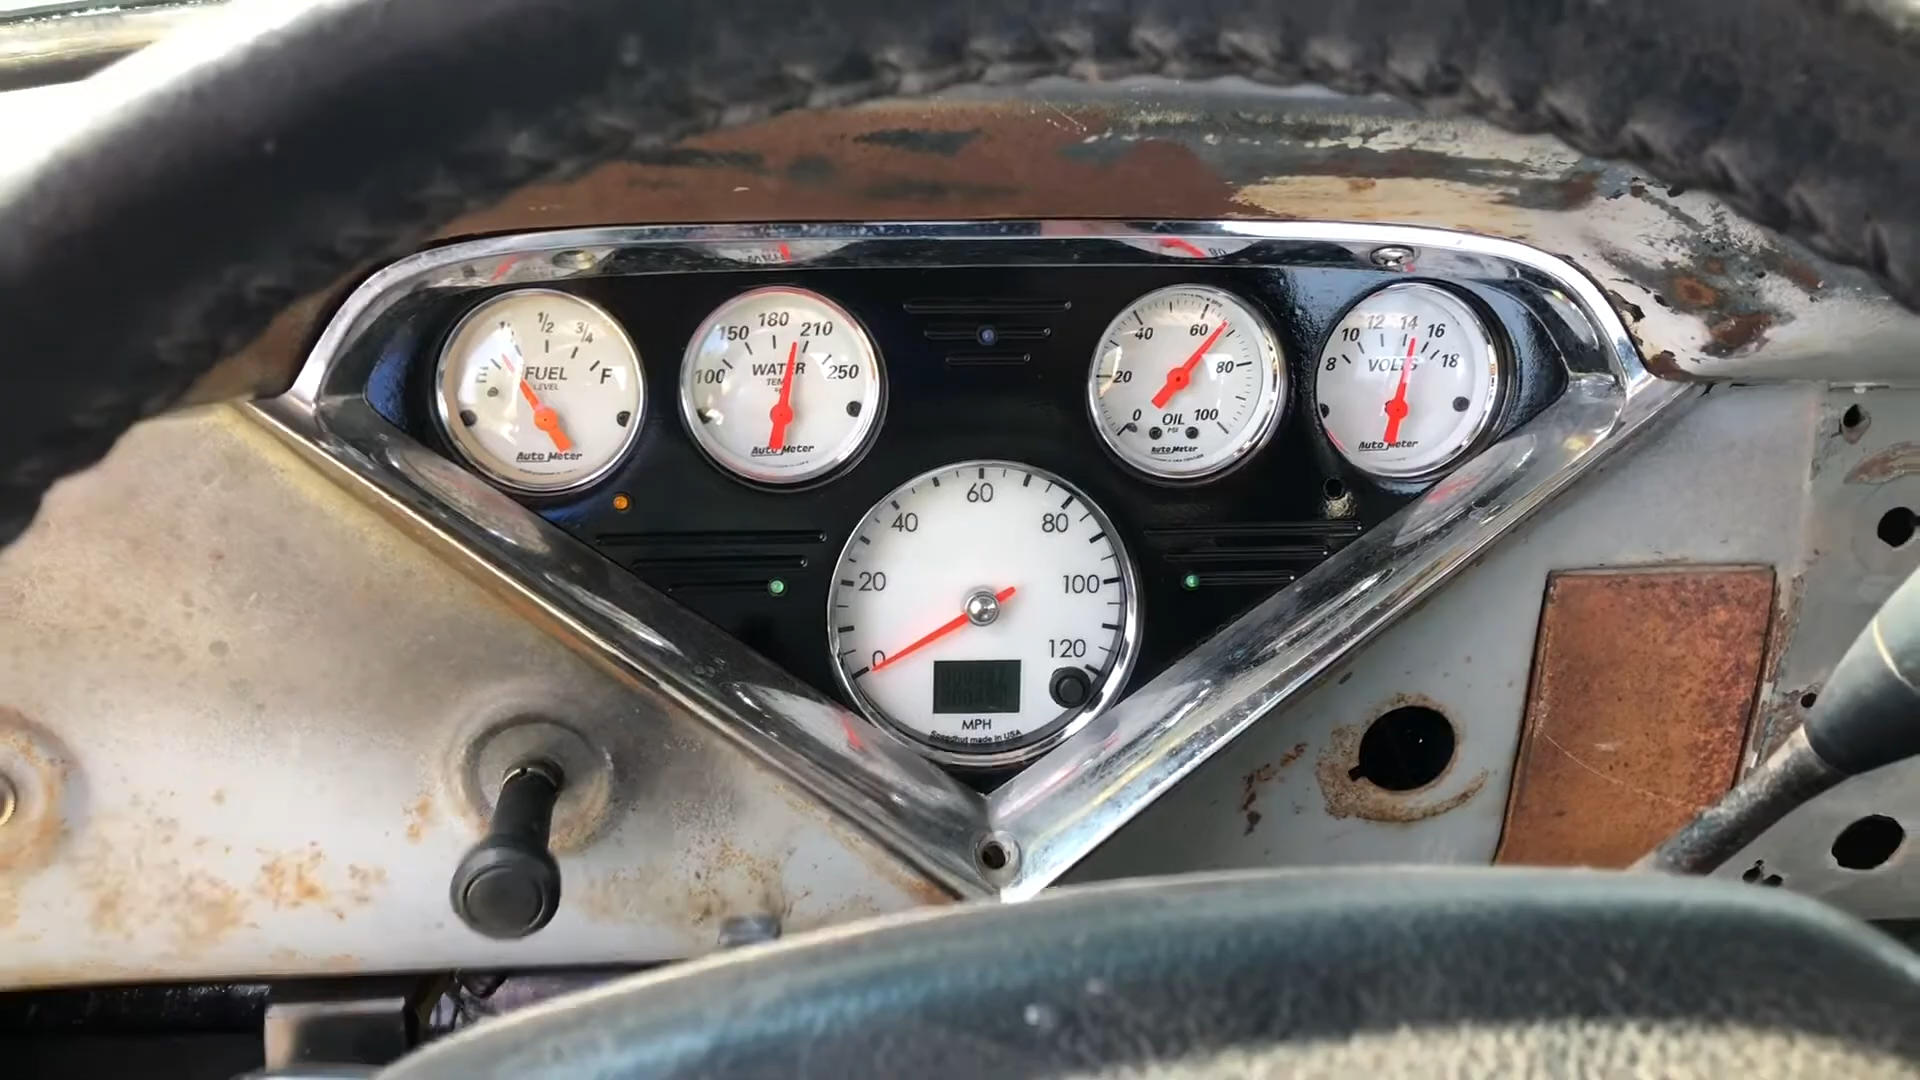 1/4 1/2 3/4
E F
FUEL
LEVEL
Auto Meter
100 150 180 210 250
WATER
Auto Meter
0 20 40 60 80 100
OIL
PSI
Auto Meter
8 10 12 14 16 18
VOLTS
Auto Meter
0 20 40 60 80 100 120
MPH
Speedhut made in USA